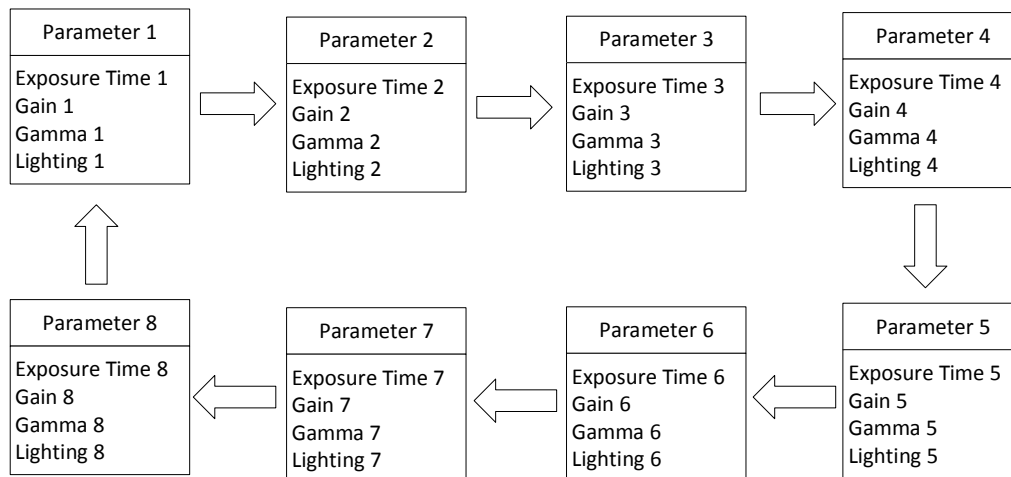 Parameter 1
Exposure Time 1
Gain 1
Gamma 1
Lighting 1
Parameter 2
Exposure Time 2
Gain 2
Gamma 2
Lighting 2
Parameter 3
Exposure Time 3
Gain 3
Gamma 3
Lighting 3
Parameter 4
Exposure Time 4
Gain 4
Gamma 4
Lighting 4
Parameter 5
Exposure Time 5
Gain 5
Gamma 5
Lighting 5
Parameter 6
Exposure Time 6
Gain 6
Gamma 6
Lighting 6
Parameter 7
Exposure Time 7
Gain 7
Gamma 7
Lighting 7
Parameter 8
Exposure Time 8
Gain 8
Gamma 8
Lighting 8